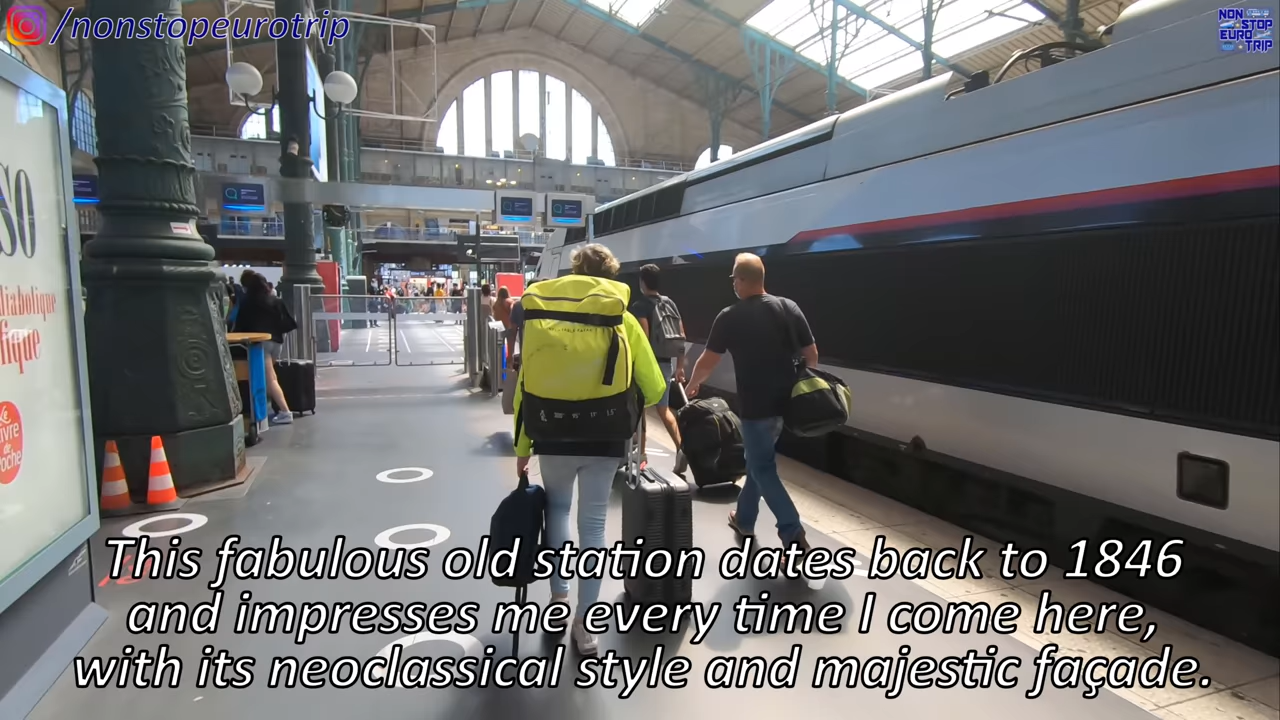 /nonstopeurotrip
NON
STOP
EURO
TRIP
so
diabolique
fique
Le
Livre
de
Poche
This fabulous old station dates back to 1846
and impresses me every time I come here,
with its neoclassical style and majestic façade.